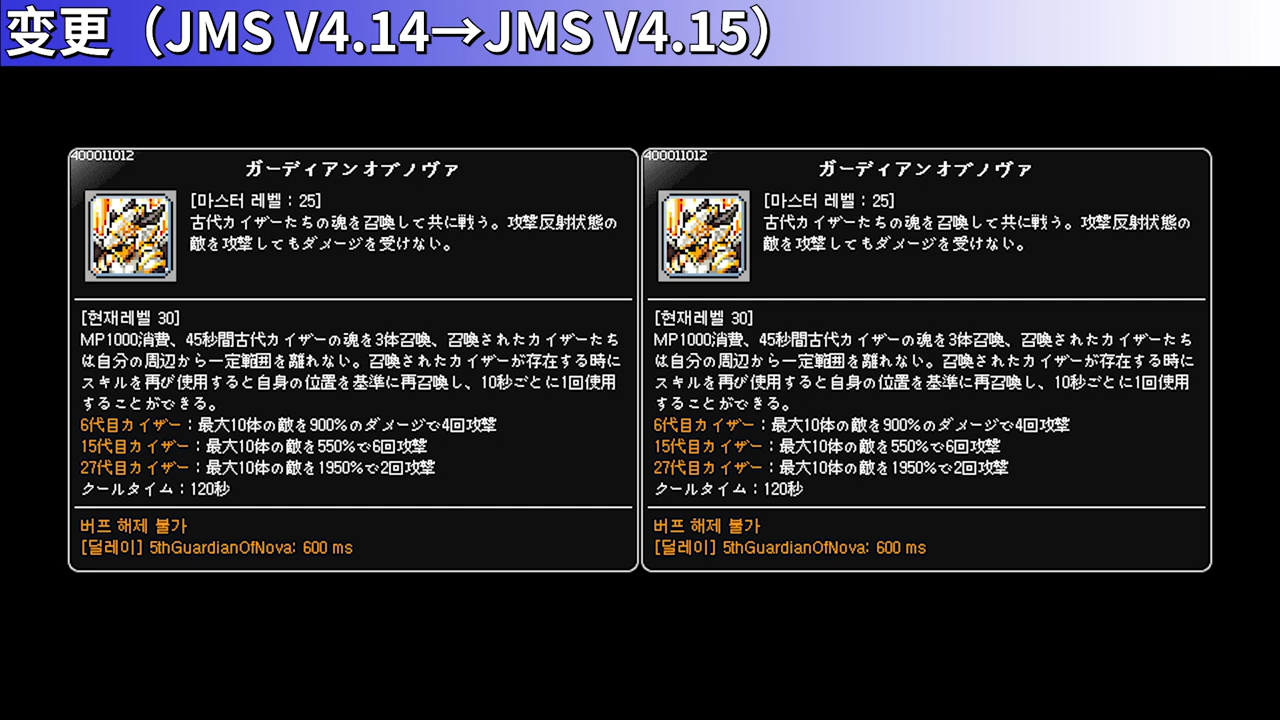 変更（JMS V4.14→JMS V4.15）
400011012
ガーディアンオブノヴァ
[마스터 레벨 : 25]
古代カイザーたちの魂を召喚して共に戦う。攻撃反射状態の
敵を攻撃してもダメージを受けない。
[현재레벨 30]
MP1000消費、45秒間古代カイザーの魂を3体召喚、召喚されたカイザーたち
は自分の周辺から一定範囲を離れない。召喚されたカイザーが存在する時に
スキルを再び使用すると自身の位置を基準に再召喚し、10秒ごとに1回使用
することができる。
6代目カイザー：最大10体の敵を900%のダメージで4回攻撃
15代目カイザー：最大10体の敵を550%で6回攻撃
27代目カイザー：最大10体の敵を1950%で2回攻撃
クールタイム：120秒
버프 해제 불가
[딜레이] 5thGuardianOfNova: 600 ms
400011012
ガーディアンオブノヴァ
[마스터 레벨 : 25]
古代カイザーたちの魂を召喚して共に戦う。攻撃反射状態の
敵を攻撃してもダメージを受けない。
[현재레벨 30]
MP1000消費、45秒間古代カイザーの魂を3体召喚、召喚されたカイザーたち
は自分の周辺から一定範囲を離れない。召喚されたカイザーが存在する時に
スキルを再び使用すると自身の位置を基準に再召喚し、10秒ごとに1回使用
することができる。
6代目カイザー：最大10体の敵を900%のダメージで4回攻撃
15代目カイザー：最大10体の敵を550%で6回攻撃
27代目カイザー：最大10体の敵を1950%で2回攻撃
クールタイム：120秒
버프 해제 불가
[딜레이] 5thGuardianOfNova: 600 ms